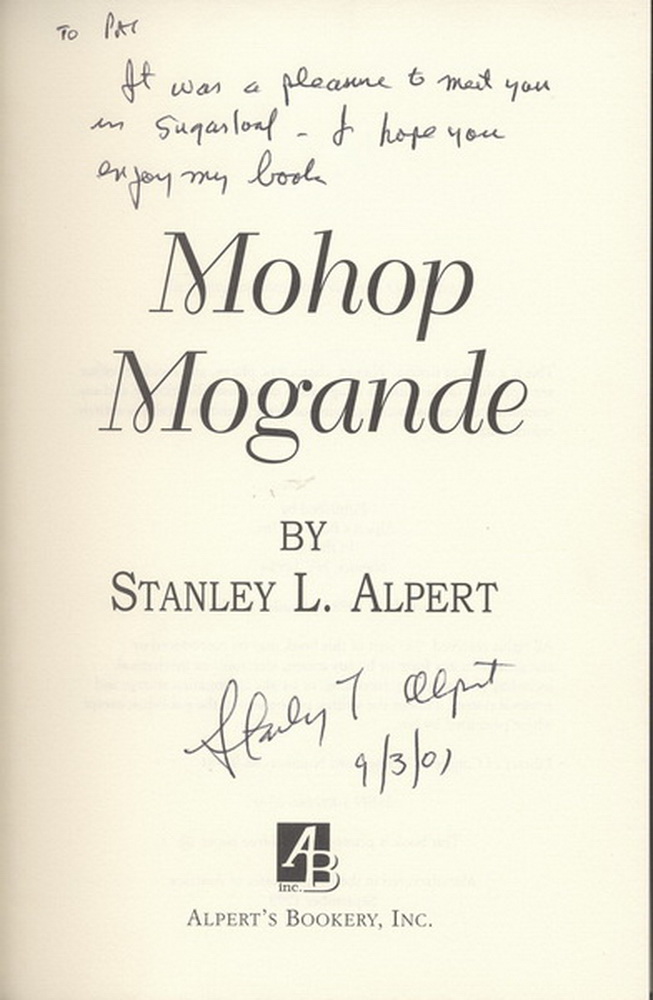 TO PAT
It was a pleasure to meet you
in Sugarloaf - I hope you
enjoy my book
Mohop
Mogande
BY
STANLEY L. ALPERT
Stanley L Alpert
9/3/01
AB
inc.
ALPERT'S BOOKERY, INC.